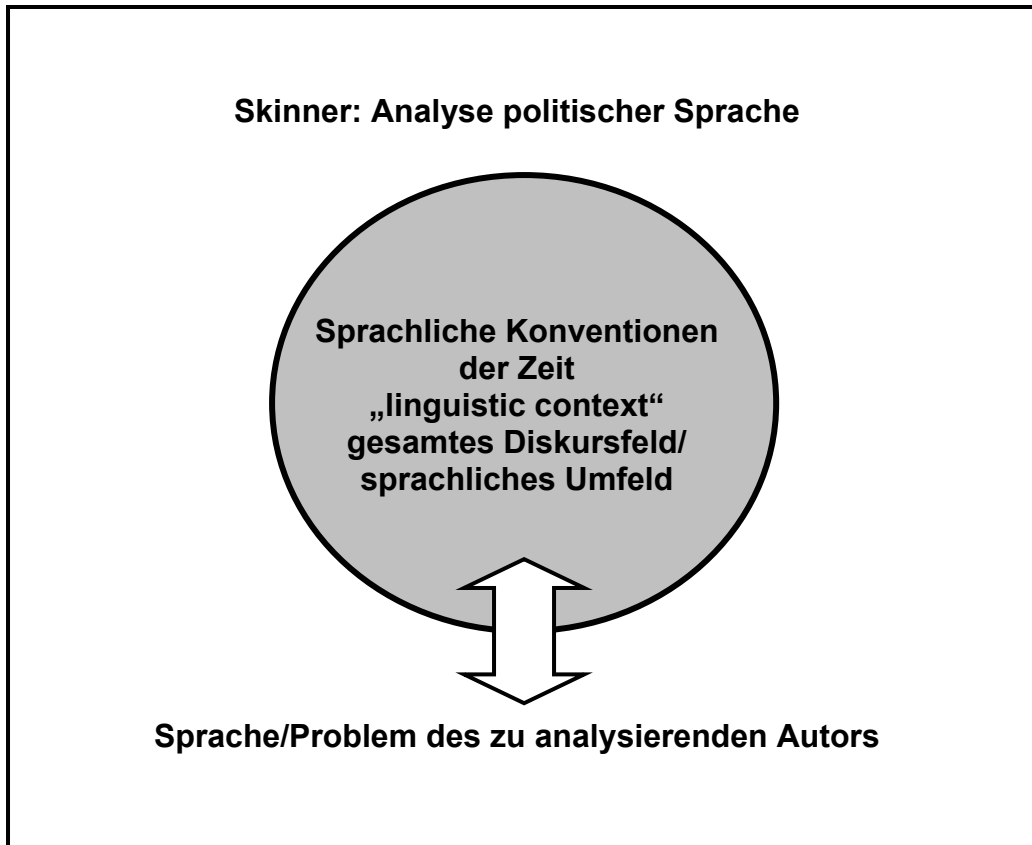 Skinner: Analyse politischer Sprache
Sprachliche Konventionen
der Zeit
„linguistic context“
gesamtes Diskursfeld/
sprachliches Umfeld
Sprache/Problem des zu analysierenden Autors